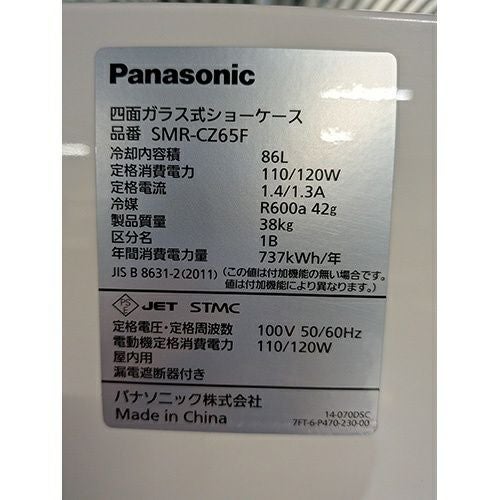 Panasonic
四面ガラス式ショーケース
品番 SMR-CZ65F
冷却内容積 86L
定格消費電力 110/120W
定格電流 1.4/1.3A
冷媒 R600a 42g
製品質量 38kg
区分名 1B
年間消費電力量 737kWh/年
JIS B 8631-2(2011) (この値は付加機能の無い場合です。
値は付加機能により異なります。)
PSE JET STMC
定格電圧・定格周波数 100V 50/60Hz
電動機定格消費電力 110/120W
屋内用
漏電遮断器付き
パナソニック株式会社
Made in China
14-070DSC
7FT-6-P470-230-00